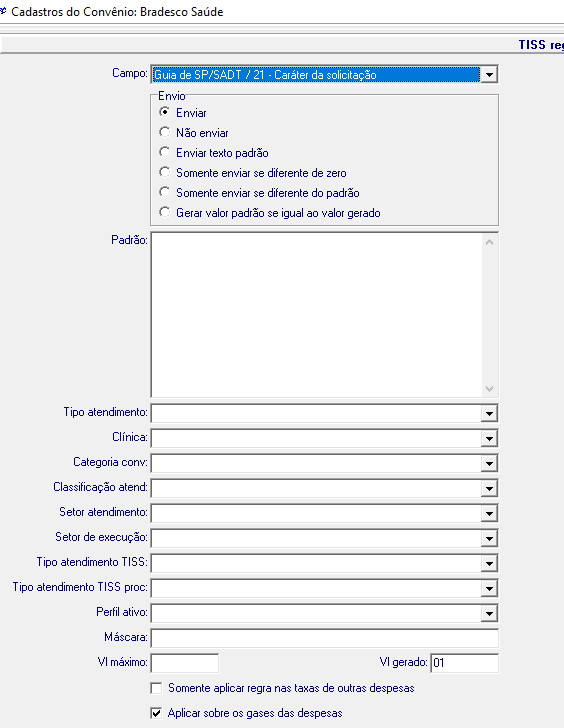 Cadastros do Convênio: Bradesco Saúde
TISS reg
Campo: Guia de SP/SADT / 21 - Caráter da solicitação
Envio
Enviar
Não enviar
Enviar texto padrão
Somente enviar se diferente de zero
Somente enviar se diferente do padrão
Gerar valor padrão se igual ao valor gerado
Padrão:
Tipo atendimento:
Clínica:
Categoria conv:
Classificação atend:
Setor atendimento:
Setor de execução:
Tipo atendimento TISS:
Tipo atendimento TISS proc:
Perfil ativo:
Máscara:
Vl máximo: Vl gerado: 01
Somente aplicar regra nas taxas de outras despesas
Aplicar sobre os gases das despesas